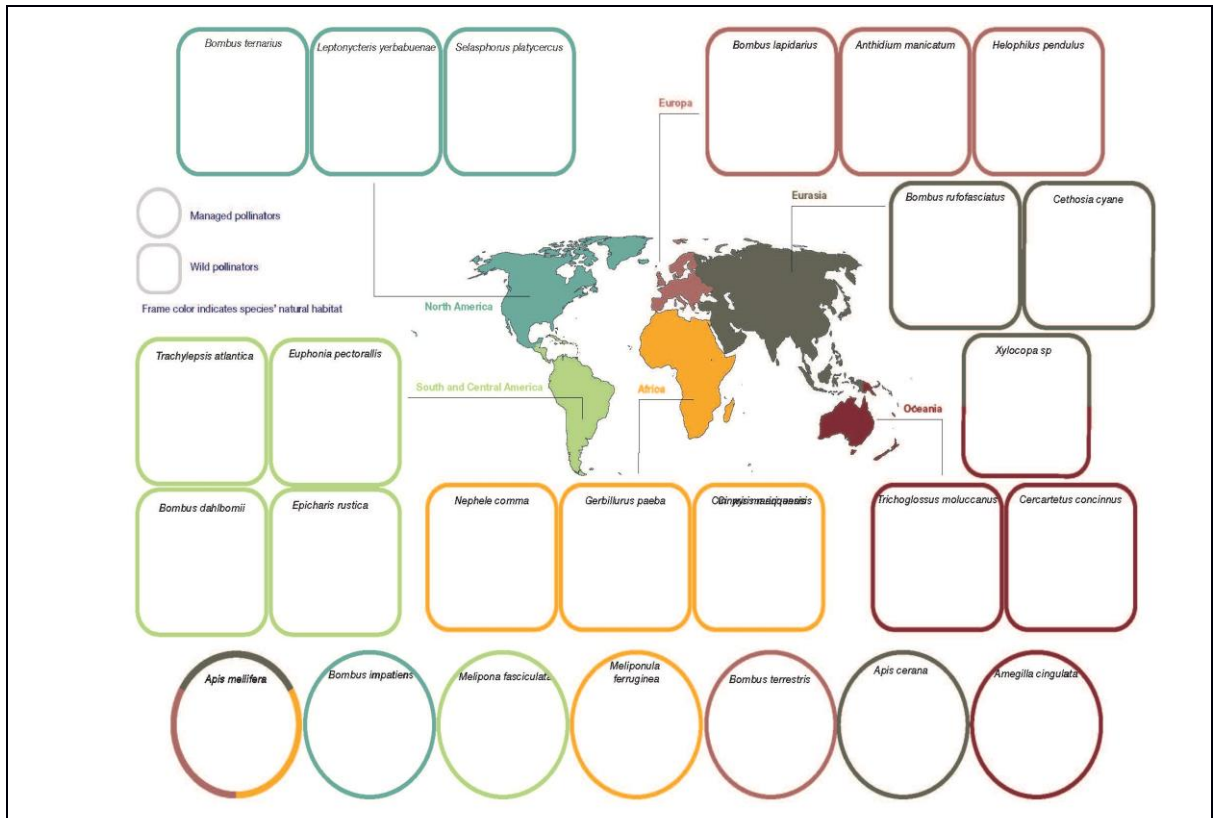 Bombus ternarius
Leptonycteris yerbabuenae
Selasphorus platycercus
Bombus lapidarius
Anthidium manicatum
Helophilus pendulus
Europa
Managed pollinators
Wild pollinators
Frame color indicates species' natural habitat
Eurasia
Bombus rufofasciatus
Cethosia cyane
North America
Trachylepsis atlantica
Euphonia pectorallis
South and Central America
Africa
Oceania
Xylocopa sp
Bombus dahlbomii
Epicharis rustica
Nephele comma
Gerbillurus paeba
Trichoglossus moluccanus
Cercartetus concinnus
Apis mellifera
Bombus impatiens
Melipona fasciculata
Meliponula
ferruginea
Bombus terrestris
Apis cerana
Amegilla cingulata